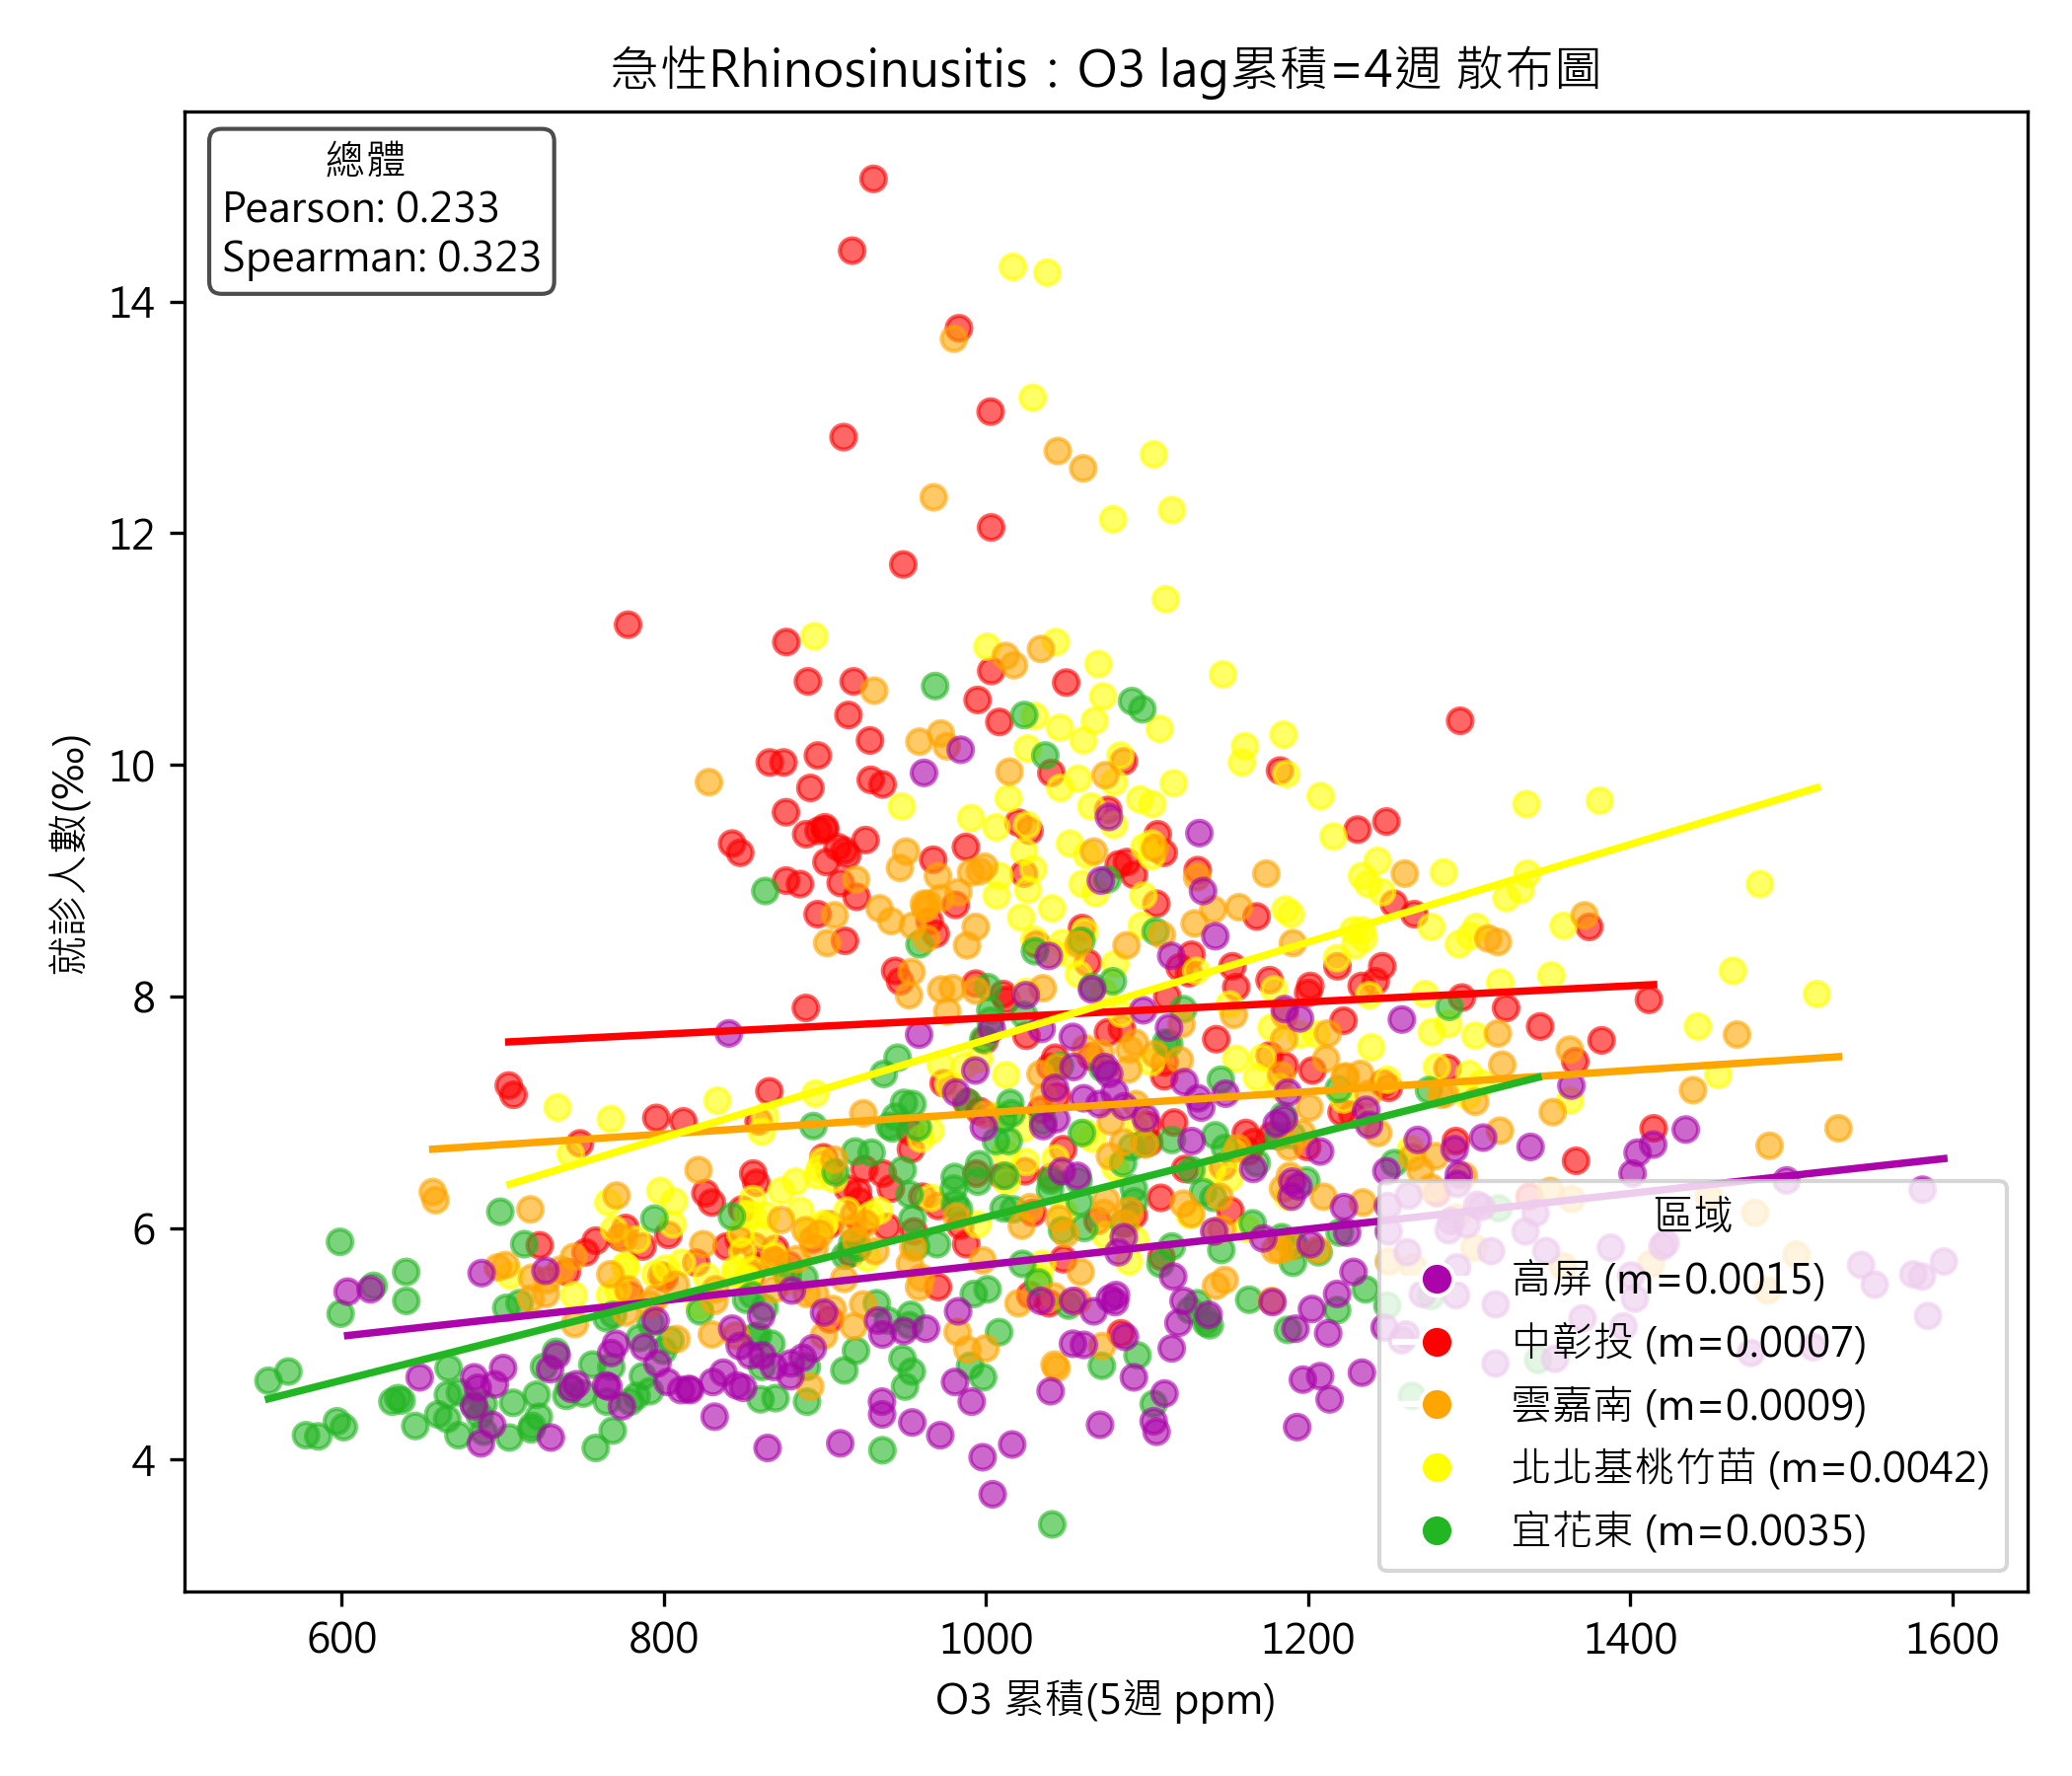 急性Rhinosinusitis：O3 lag累積=4週 散布圖
總體
Pearson: 0.233
Spearman: 0.323
就診人數(‰)
14
12
10
8
6
4
區域
高屏 (m=0.0015)
中彰投 (m=0.0007)
雲嘉南 (m=0.0009)
北北基桃竹苗 (m=0.0042)
宜花東 (m=0.0035)
600 800 1000 1200 1400 1600
O3 累積(5週 ppm)